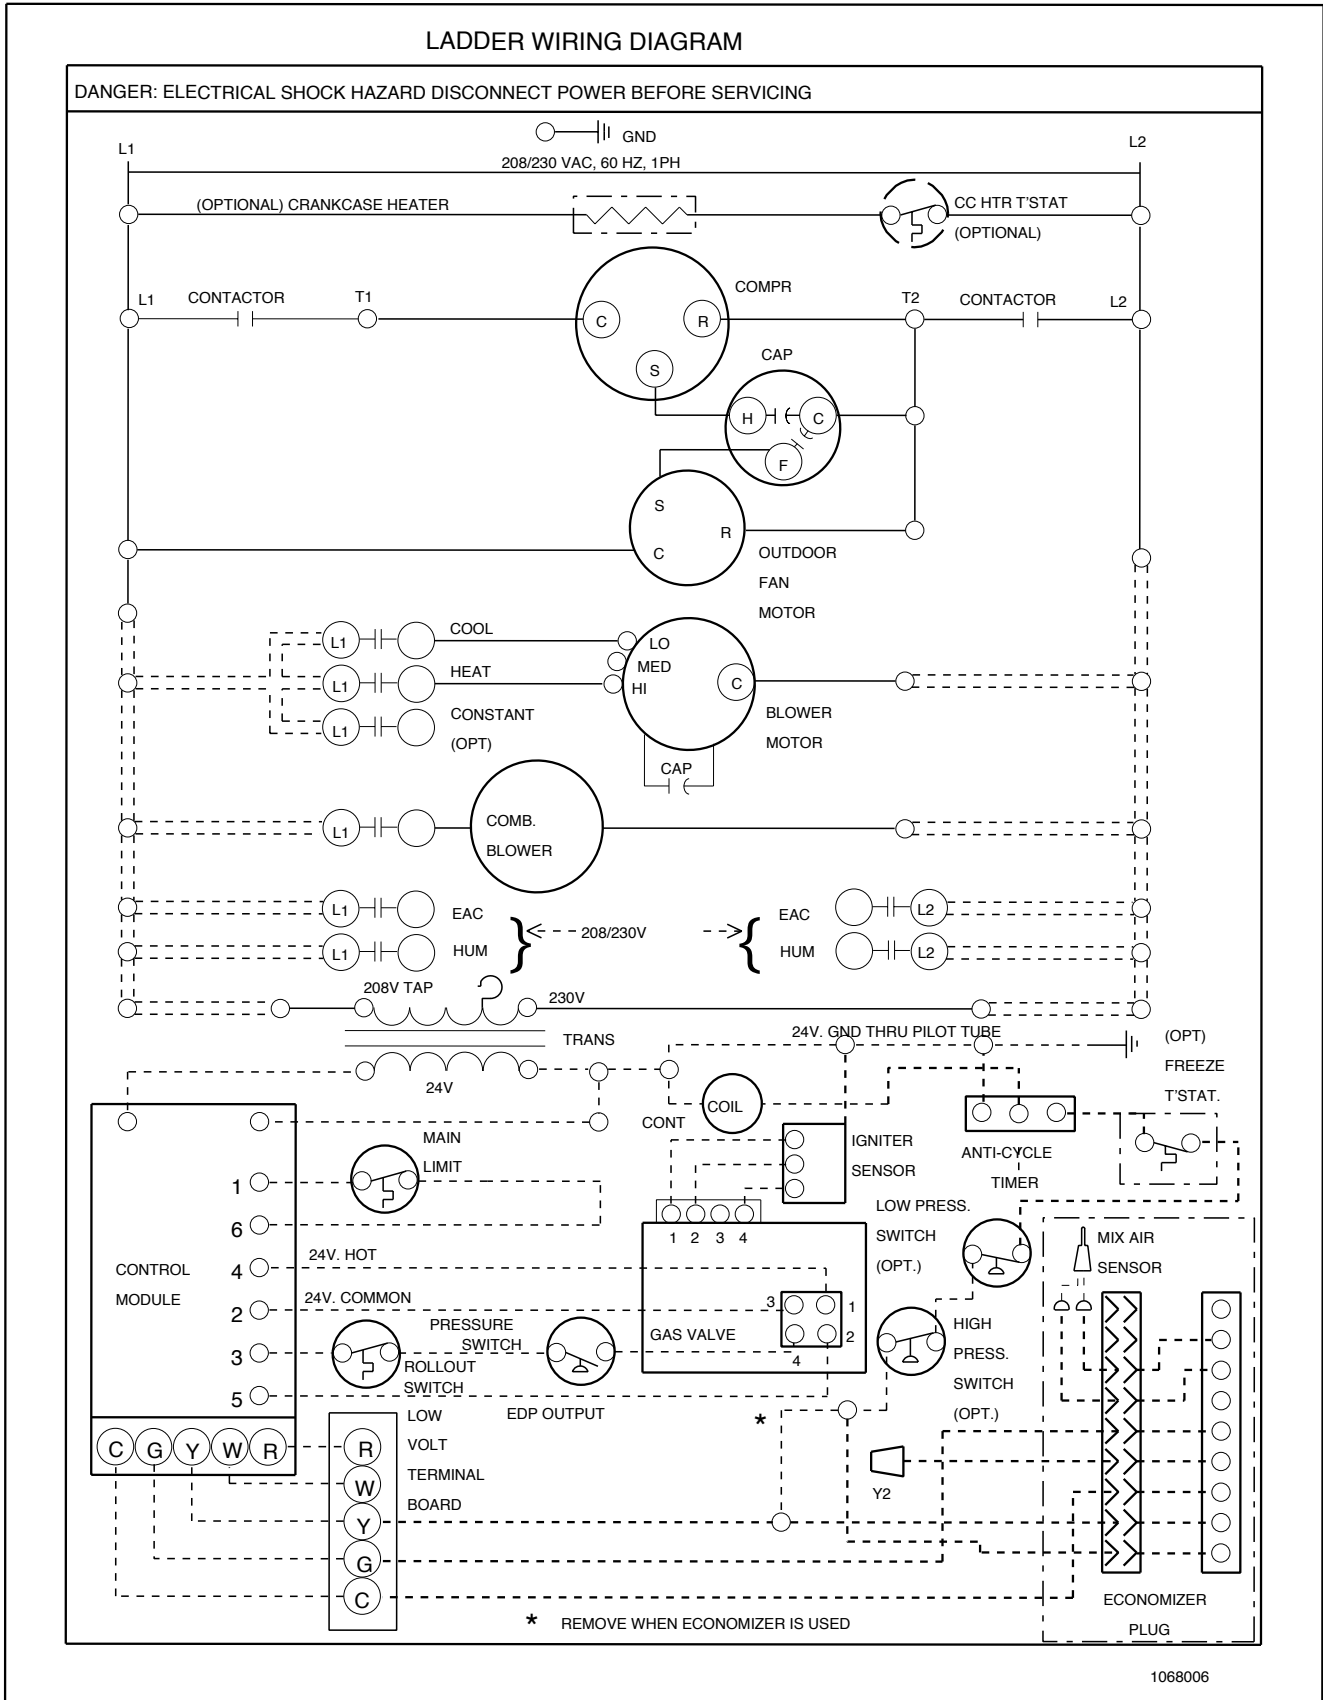 LADDER WIRING DIAGRAM
DANGER: ELECTRICAL SHOCK HAZARD DISCONNECT POWER BEFORE SERVICING
GND
L1
L2
208/230 VAC, 60 HZ, 1PH
(OPTIONAL) CRANKCASE HEATER
CC HTR T'STAT
(OPTIONAL)
COMPR
L1 CONTACTOR T1
T2 CONTACTOR L2
C R
S
CAP
H C
F
S
R
C
OUTDOOR
FAN
MOTOR
L1 COOL
LO
MED
L1 HEAT
HI
C
L1 CONSTANT
(OPT)
BLOWER
MOTOR
CAP
L1
COMB.
BLOWER
L1 EAC
EAC L2
208/230V
L1 HUM
HUM L2
208V TAP
230V
TRANS
24V
24V. GND THRU PILOT TUBE
(OPT)
FREEZE
T'STAT.
CONT
COIL
MAIN
LIMIT
IGNITER
SENSOR
ANTI-CYCLE
TIMER
1
6
4
2
3
5
CONTROL
MODULE
24V. HOT
24V. COMMON
PRESSURE
SWITCH
ROLLOUT
SWITCH
EDP OUTPUT
1 2 3 4
GAS VALVE
3 1
2
4
LOW PRESS.
SWITCH
(OPT.)
HIGH
PRESS.
SWITCH
(OPT.)
MIX AIR
SENSOR
C G Y W R
LOW
VOLT
TERMINAL
BOARD
R
W
Y
G
C
*
Y2
ECONOMIZER
PLUG
* REMOVE WHEN ECONOMIZER IS USED
1068006